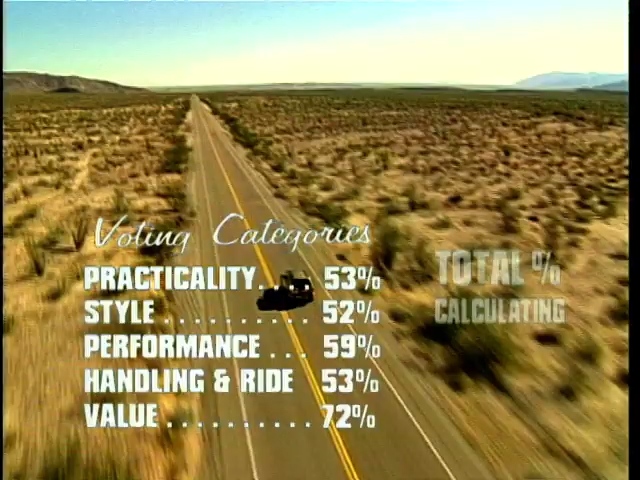 Voting Categories
PRACTICALITY.. 53%
STYLE .......... 52%
PERFORMANCE ... 59%
HANDLING & RIDE 53%
VALUE .......... 72%
TOTAL %
CALCULATING